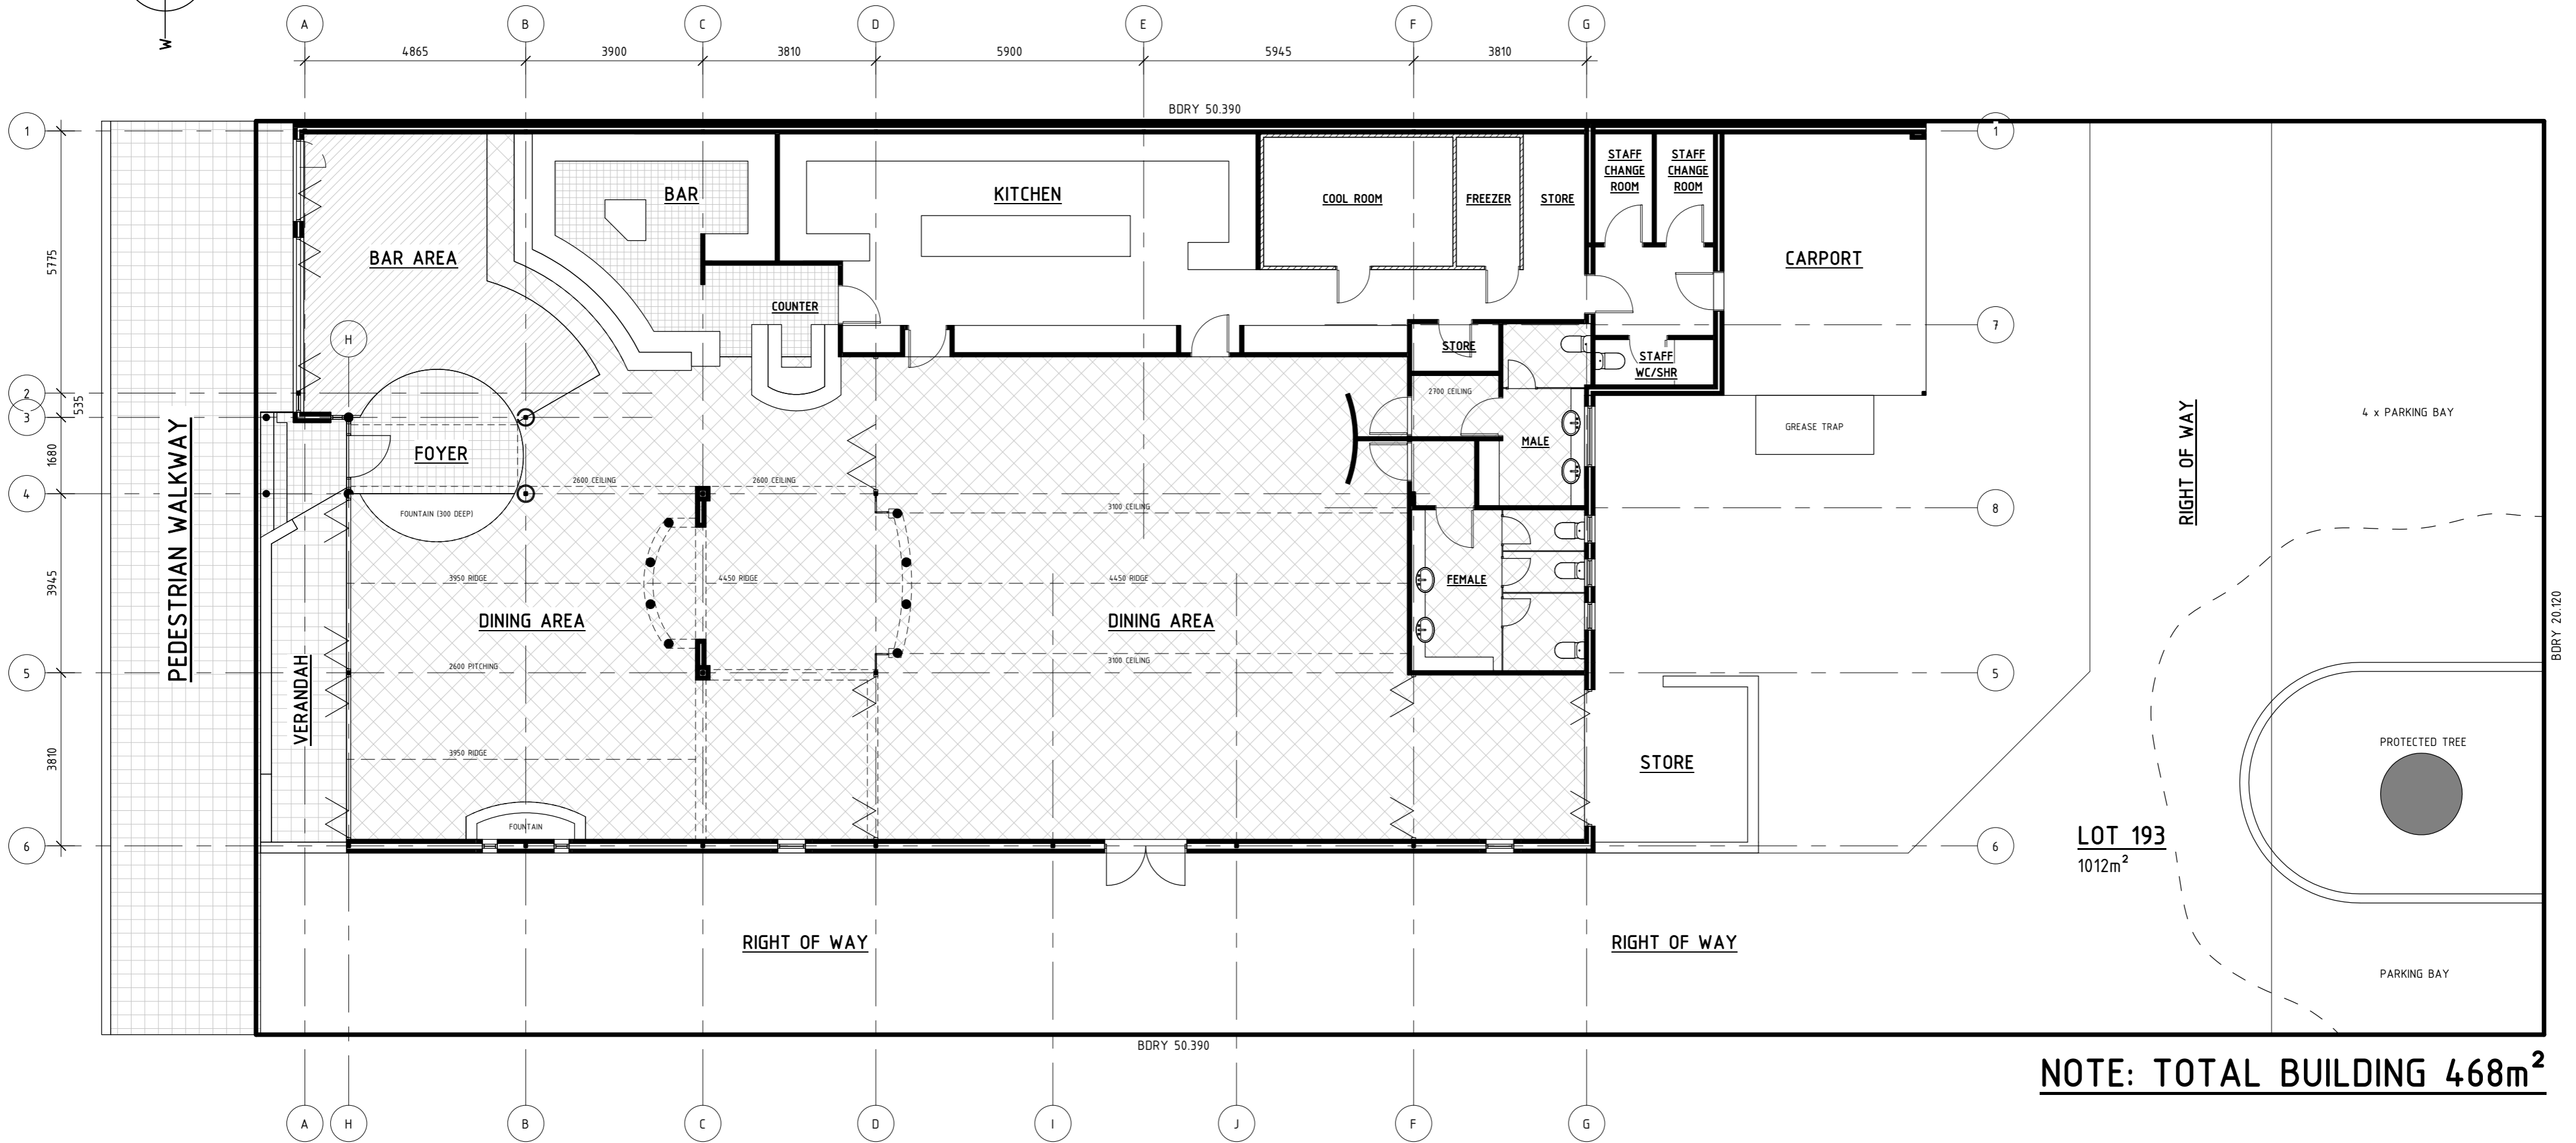 W
A B C D E F G
4865 3900 3810 5900 5945 3810
BDRY 50.390
1 1
STAFF CHANGE ROOM
STAFF CHANGE ROOM
BAR
KITCHEN
COOL ROOM
FREEZER
STORE
BAR AREA
CARPORT
5775
COUNTER
7
H
STORE
STAFF WC/SHR
2
535
3
2700 CEILING
4 x PARKING BAY
GREASE TRAP
RIGHT OF WAY
MALE
FOYER
1680
PEDESTRIAN WALKWAY
2600 CEILING
2600 CEILING
4
3100 CEILING
8
FOUNTAIN (300 DEEP)
3950 RIDGE
4450 RIDGE
4450 RIDGE
FEMALE
3945
DINING AREA
DINING AREA
BDRY 20.120
2600 PITCHING
3100 CEILING
5 5
VERANDAH
3950 RIDGE
3810
STORE
PROTECTED TREE
FOUNTAIN
6 6
LOT 193
1012m²
RIGHT OF WAY
RIGHT OF WAY
PARKING BAY
BDRY 50.390
NOTE: TOTAL BUILDING 468m²
A H B C D I J F G